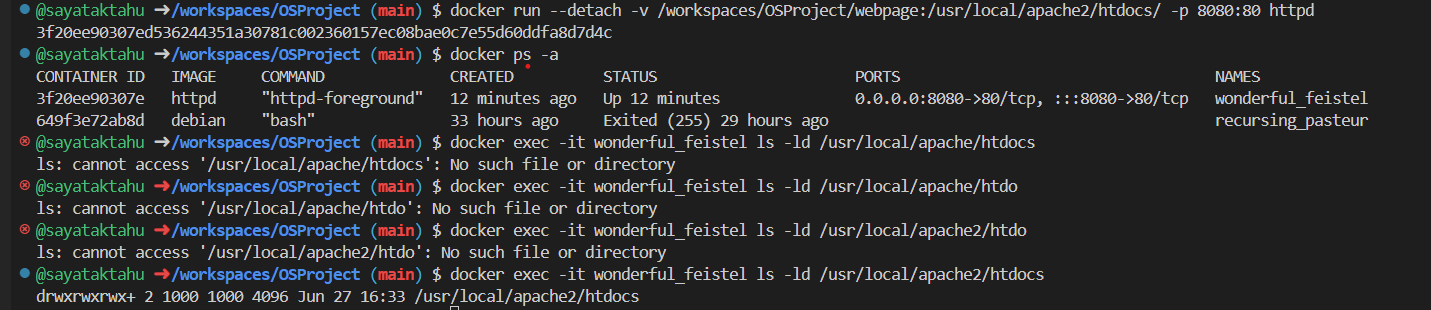 @sayataktahu ➜/workspaces/OSProject (main) $ docker run --detach -v /workspaces/OSProject/webpage:/usr/local/apache2/htdocs/ -p 8080:80 httpd
3f20ee90307ed536244351a30781c002360157ec08bae0c7e55d60ddfa8d7d4c
@sayataktahu ➜/workspaces/OSProject (main) $ docker ps -a
CONTAINER ID   IMAGE     COMMAND              CREATED          STATUS                      PORTS                                   NAMES
3f20ee90307e   httpd     "httpd-foreground"   12 minutes ago   Up 12 minutes               0.0.0.0:8080->80/tcp, :::8080->80/tcp   wonderful_feistel
649f3e72ab8d   debian    "bash"               33 hours ago     Exited (255) 29 hours ago                                           recursing_pasteur
@sayataktahu ➜/workspaces/OSProject (main) $ docker exec -it wonderful_feistel ls -ld /usr/local/apache/htdocs
ls: cannot access '/usr/local/apache/htdocs': No such file or directory
@sayataktahu ➜/workspaces/OSProject (main) $ docker exec -it wonderful_feistel ls -ld /usr/local/apache/htdo
ls: cannot access '/usr/local/apache/htdo': No such file or directory
@sayataktahu ➜/workspaces/OSProject (main) $ docker exec -it wonderful_feistel ls -ld /usr/local/apache2/htdo
ls: cannot access '/usr/local/apache2/htdo': No such file or directory
@sayataktahu ➜/workspaces/OSProject (main) $ docker exec -it wonderful_feistel ls -ld /usr/local/apache2/htdocs
drwxrwxrwx+ 2 1000 1000 4096 Jun 27 16:33 /usr/local/apache2/htdocs